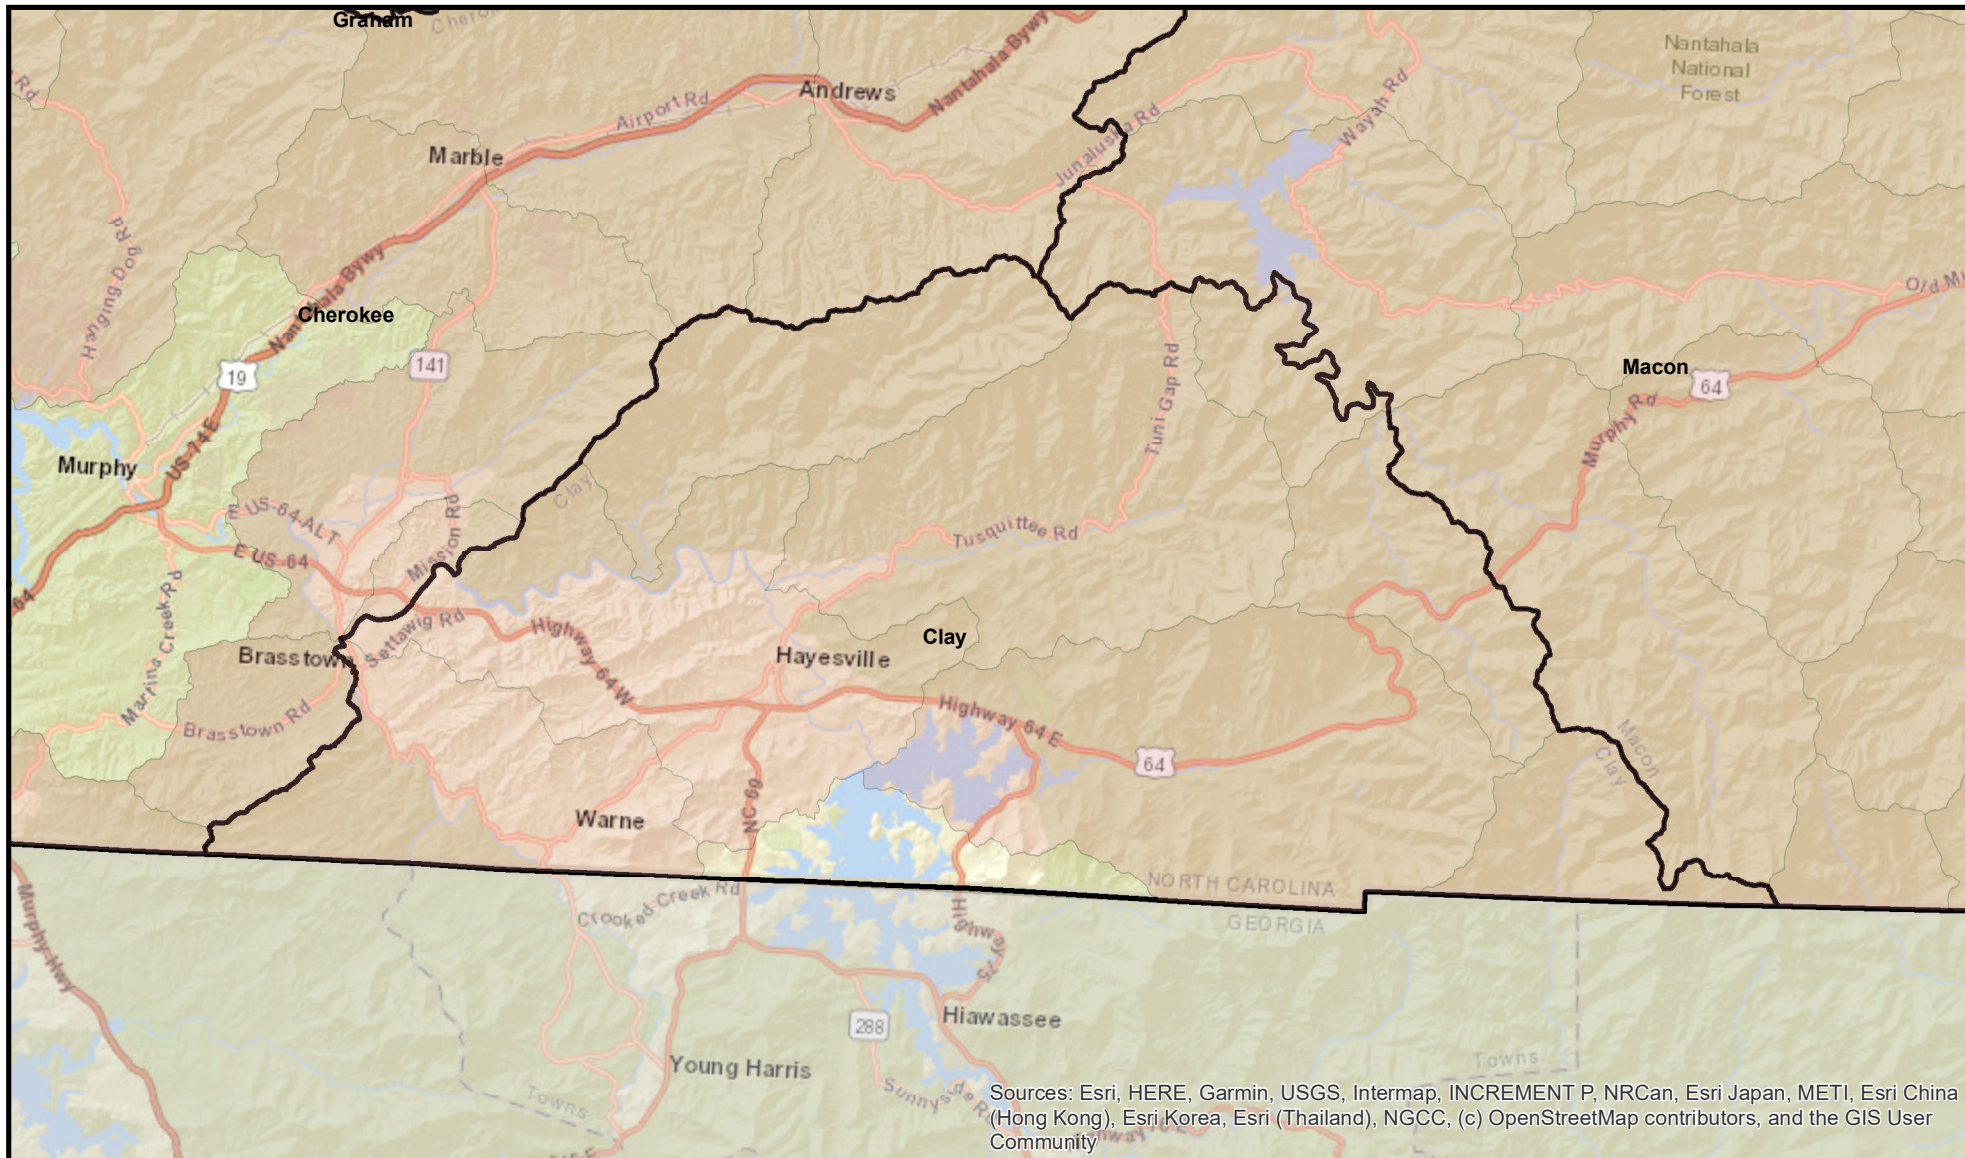 Graham
Cherok
Rd
Nantahala
National
Forest
Andrews
Nantahala Bywy
Airport Rd
Wayah Rd
Junaluska Rd
Marble
Hanging Dog Rd
Nantahala Bywy
Cherokee
Old Mu
141
19
Macon
64
Tuni Gap Rd
Murphy Rd
Murphy
US-74 E
Clay
E US-64-ALT
Mission Rd
Tusquittee Rd
E US-64
64
Martins Creek Rd
Settawig Rd
Highway 64 W
Clay
Brasstown
Hayesville
Brasstown Rd
Highway 64 E
Macon
Clay
64
NC 69
Warne
NORTH CAROLINA
GEORGIA
Crooked Creek Rd
Murphy Hwy
Highway 75
Hiawassee
288
Young Harris
Towns
Towns
Sunnyside Rd
Sources: Esri, HERE, Garmin, USGS, Intermap, INCREMENT P, NRCan, Esri Japan, METI, Esri China
(Hong Kong), Esri Korea, Esri (Thailand), NGCC, (c) OpenStreetMap contributors, and the GIS User
Community